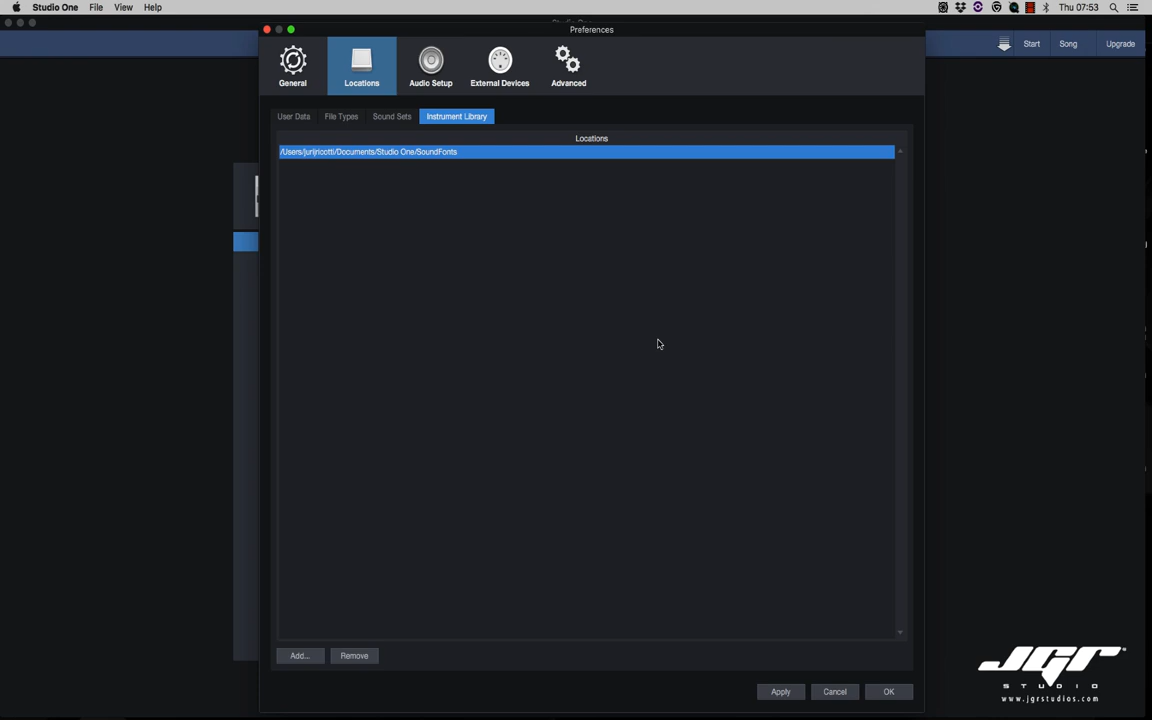 Studio One File View Help
Thu 07:53
Preferences
General
Locations
Audio Setup
External Devices
Advanced
Start
Song
Upgrade
User Data
File Types
Sound Sets
Instrument Library
Locations
/Users/jurijricotti/Documents/Studio One/SoundFonts
Add...
Remove
Apply
Cancel
OK
JGR
STUDIO
www.jgrstudios.com